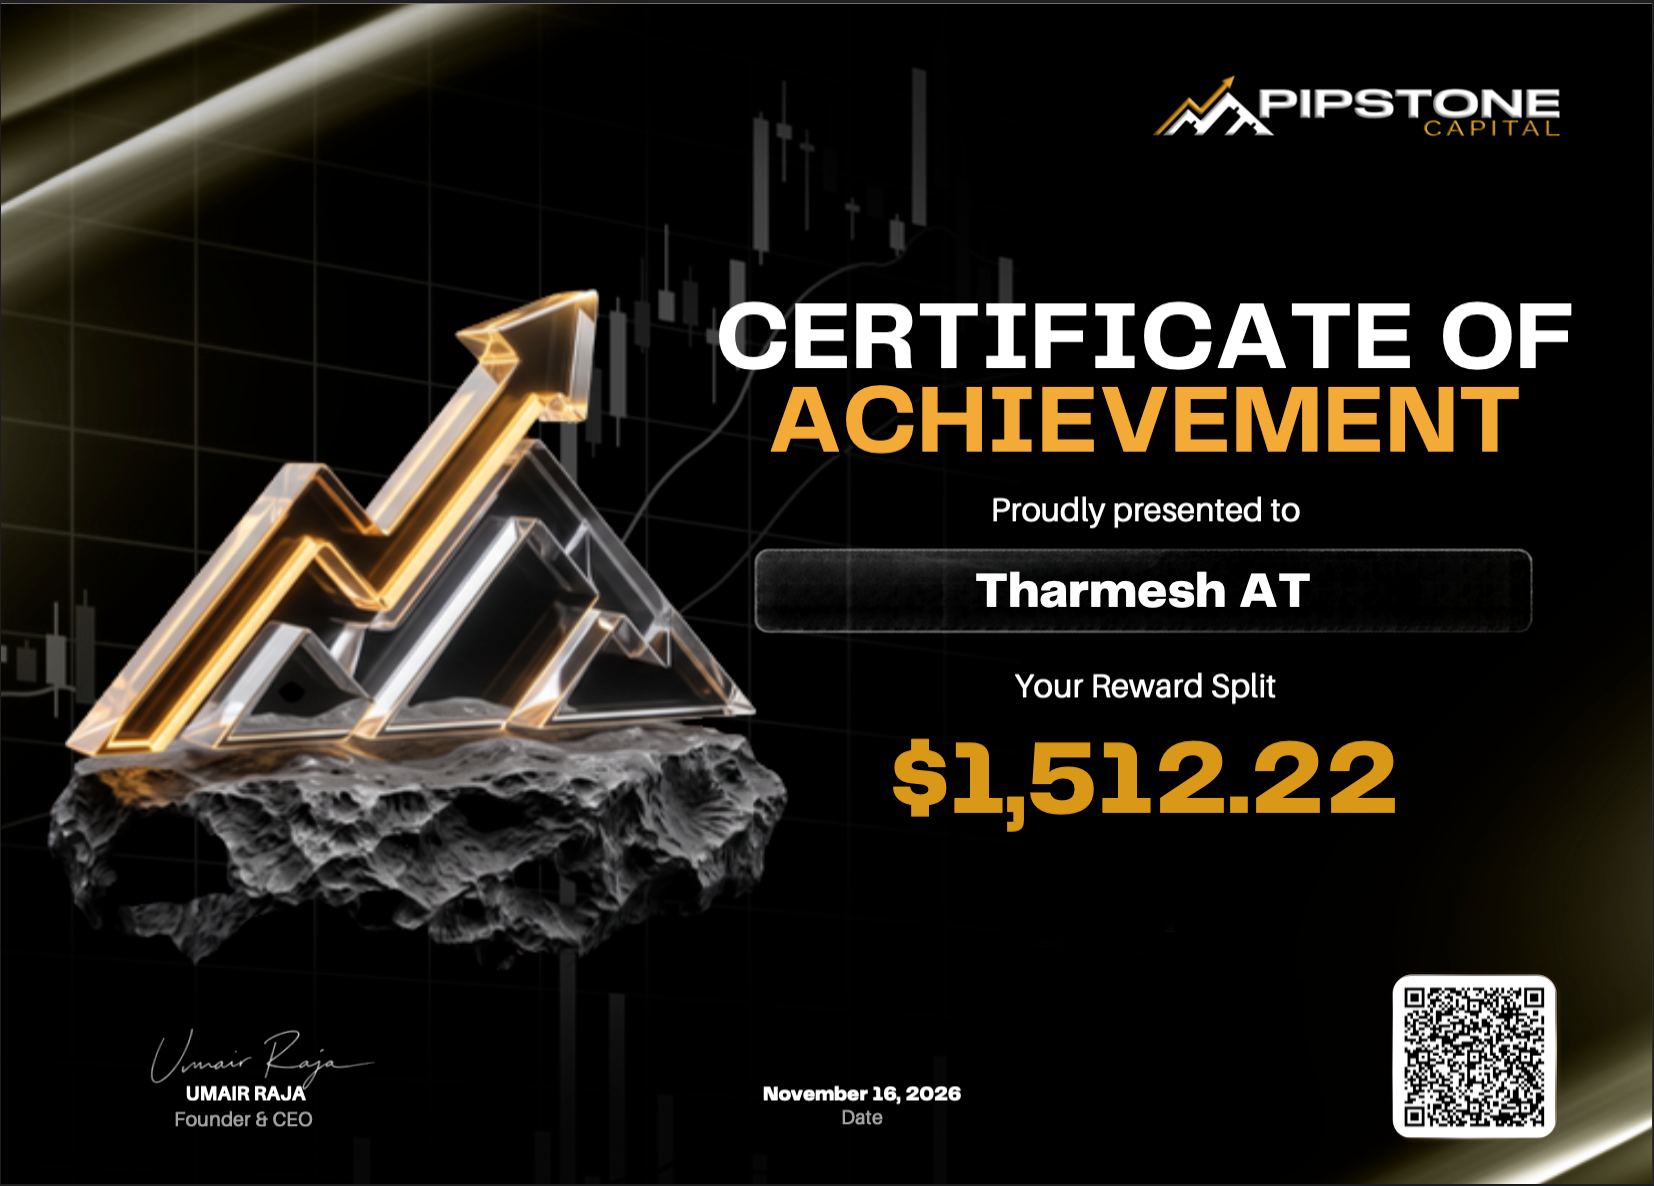 PIPSTONE
CAPITAL
CERTIFICATE OF
ACHIEVEMENT
Proudly presented to
Tharmesh AT
Your Reward Split
$1,512.22
Umair Raja
UMAIR RAJA
Founder & CEO
November 16, 2026
Date